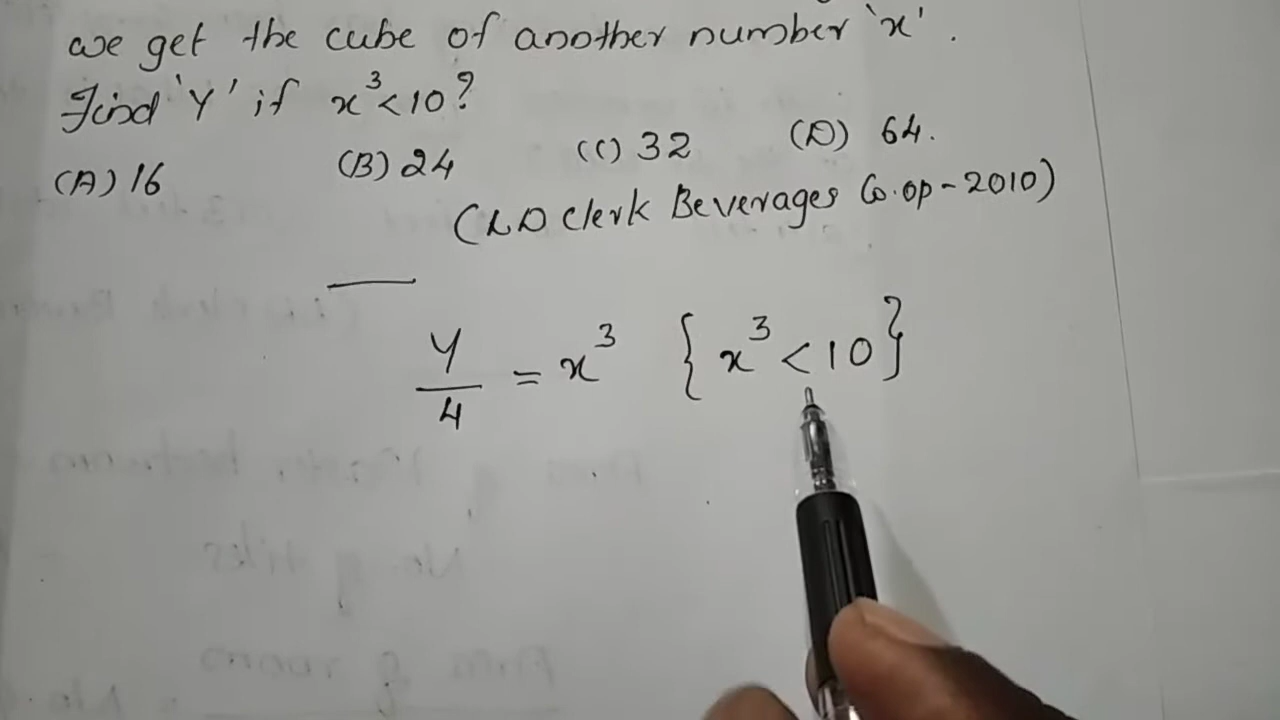 we get the cube of another number 'x'.
Find 'Y' if x³<10?
(A) 16 (B) 24 (C) 32 (D) 64.
(LD Clerk Beverages Co.op-2010)
Y/4 = x³ {x³<10}